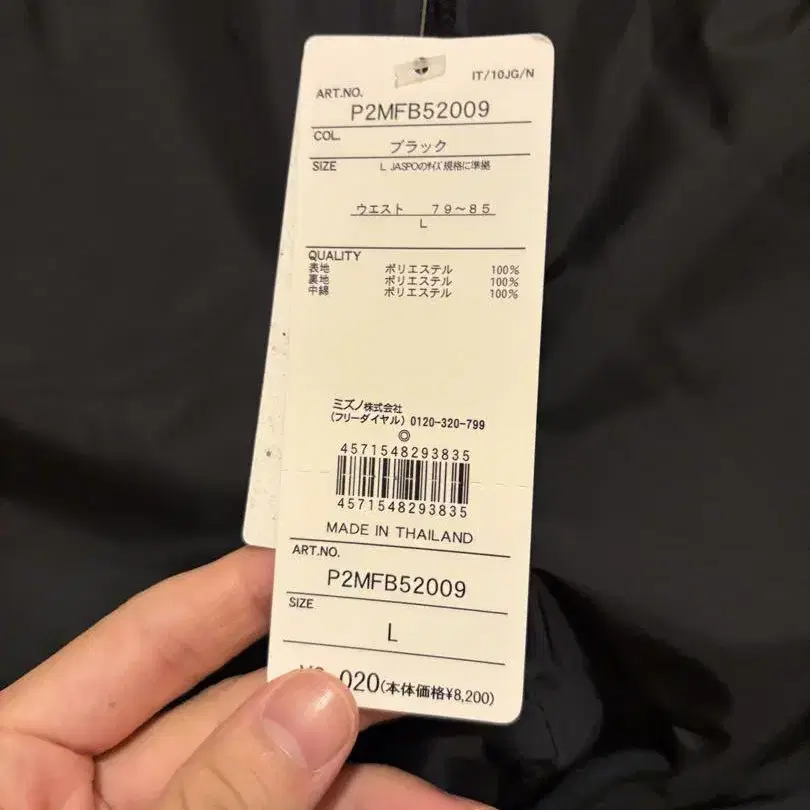 IT/10JG/N
ART.NO.
P2MFB52009
COL.
ブラック
SIZE L JASPOのサイズ規格に準拠
ウエスト 79~85
L
QUALITY
表地 ポリエステル 100%
裏地 ポリエステル 100%
中綿 ポリエステル 100%
ミズノ株式会社
(フリーダイヤル) 0120-320-799
◎
4571548293835
4571548293835
MADE IN THAILAND
ART.NO.
P2MFB52009
SIZE
L
020(本体価格¥8,200)